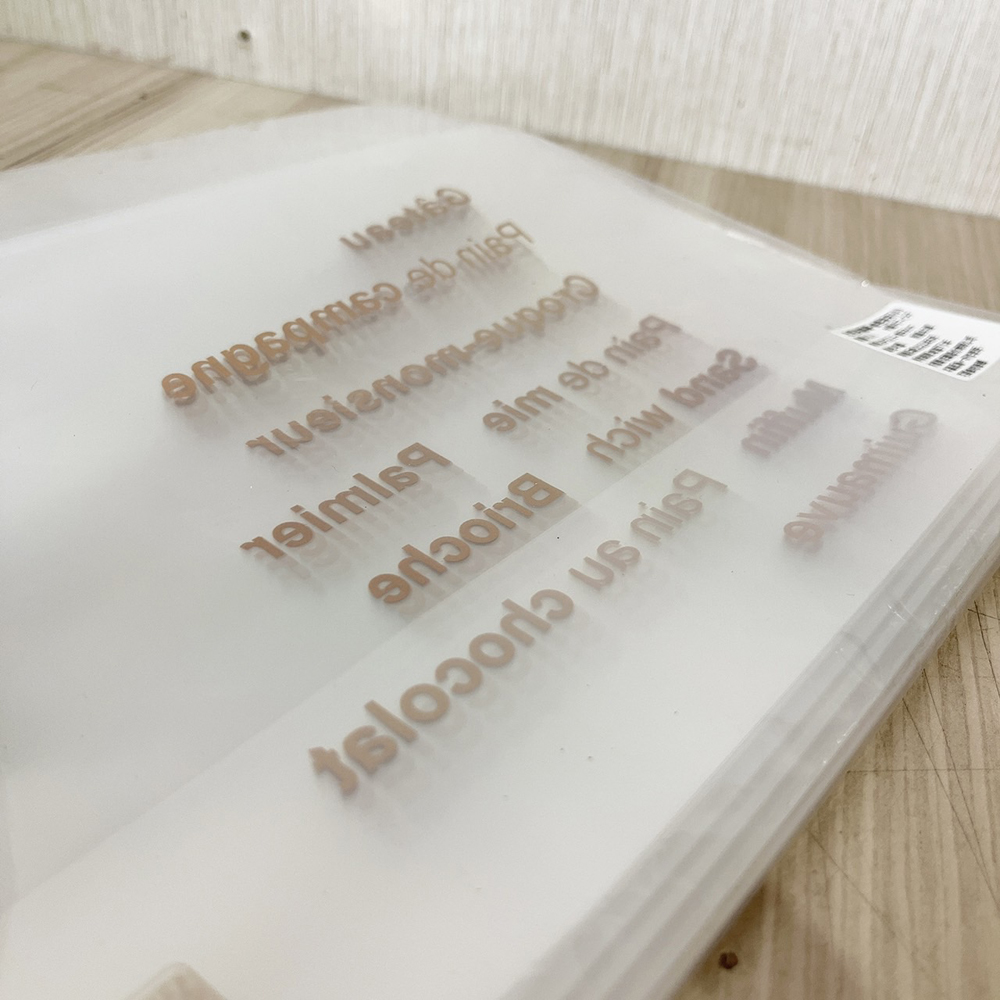 Gâteau
Pain de campagne
Croque-monsieur
Pain de mie
Sand wich
Muffin
Guimauve
Palmier
Brioche
Pain au chocolat